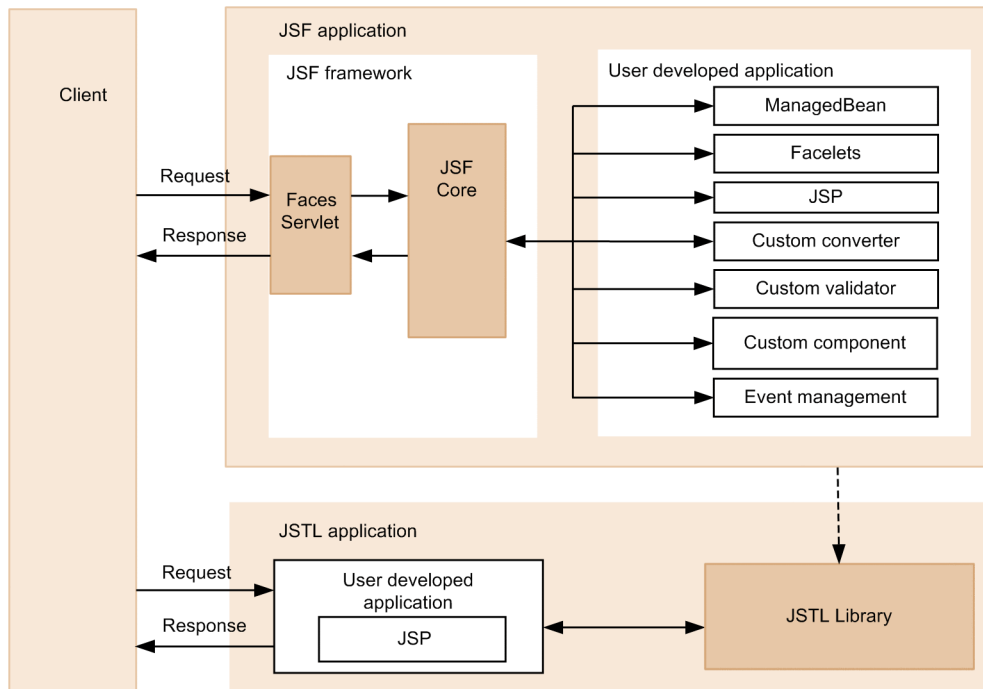 Client
JSF application
JSF framework
User developed application
Request
Response
Faces
Servlet
JSF
Core
ManagedBean
Facelets
JSP
Custom converter
Custom validator
Custom component
Event management
JSTL application
Request
Response
User developed
application
JSP
JSTL Library